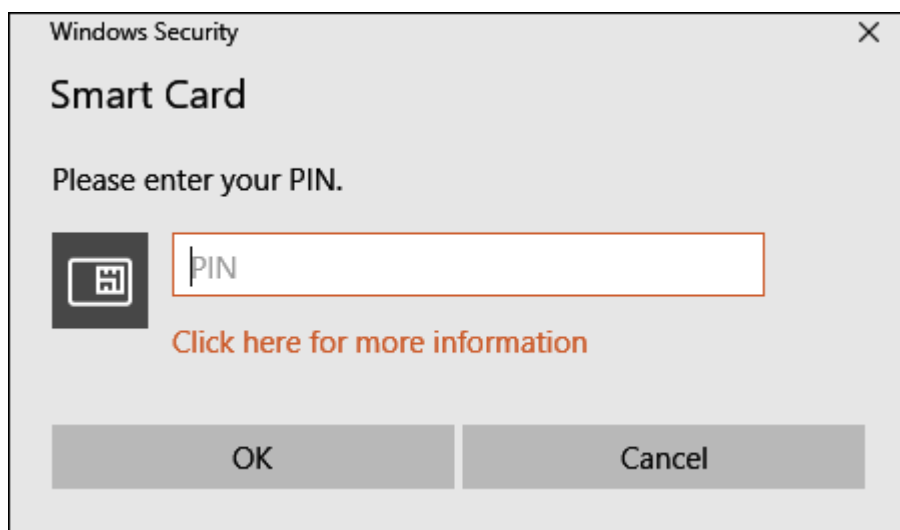 Windows Security
Smart Card
Please enter your PIN.
PIN
Click here for more information
OK
Cancel